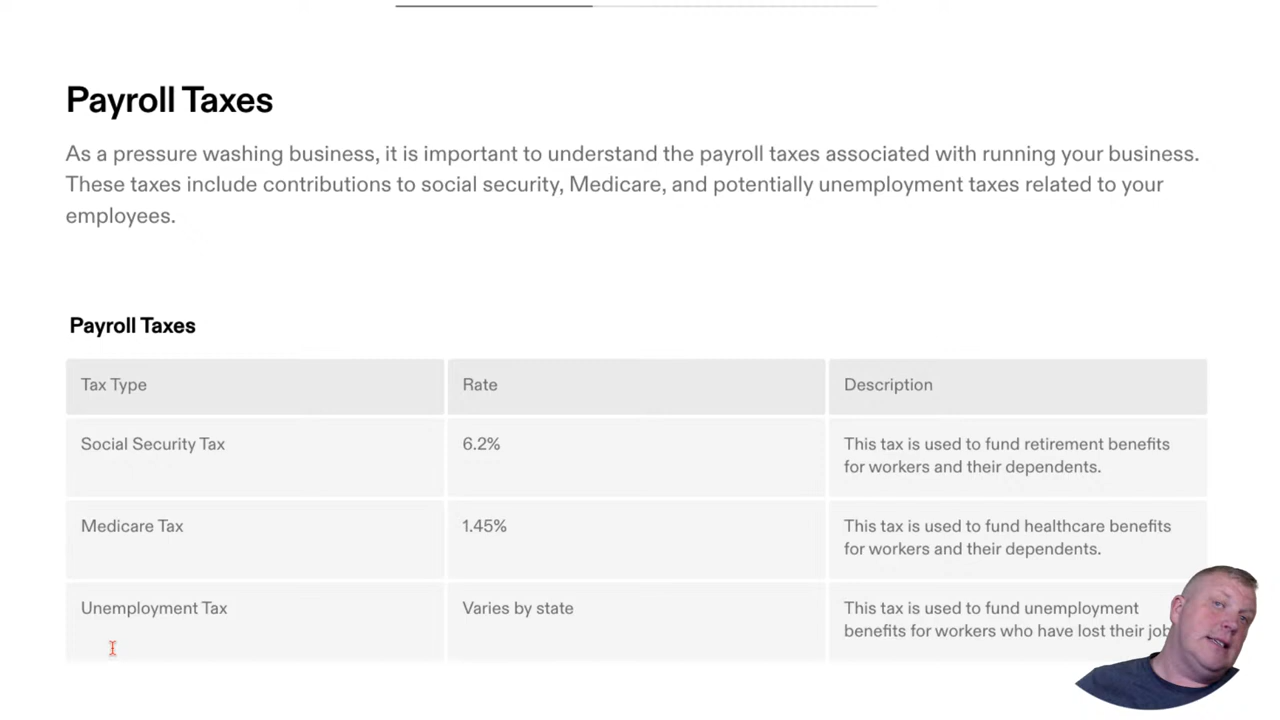 Payroll Taxes
As a pressure washing business, it is important to understand the payroll taxes associated with running your business.
These taxes include contributions to social security, Medicare, and potentially unemployment taxes related to your
employees.
Payroll Taxes
Tax Type
Rate
Description
Social Security Tax
6.2%
This tax is used to fund retirement benefits
for workers and their dependents.
Medicare Tax
1.45%
This tax is used to fund healthcare benefits
for workers and their dependents.
Unemployment Tax
Varies by state
This tax is used to fund unemployment
benefits for workers who have lost their job